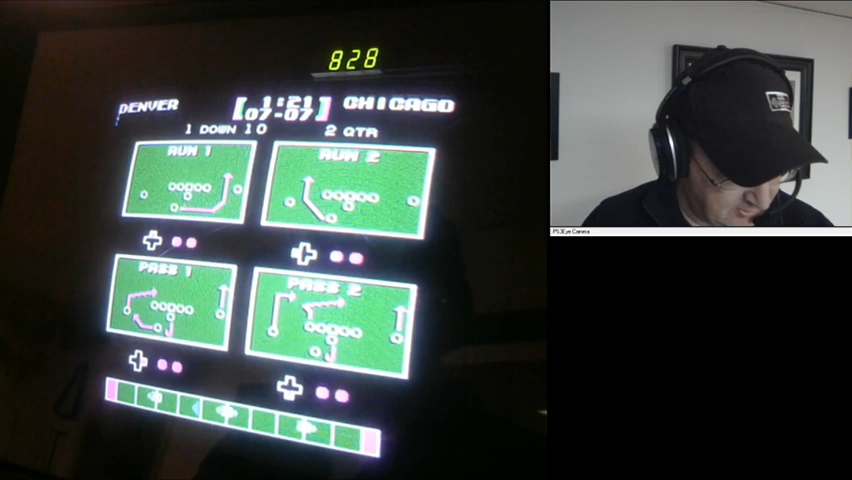 828
DENVER 1:21 CHICAGO
07-07
1 DOWN 10 2 QTR
RUN 1 RUN 2
PASS 1 PASS 2
PS3Eye Camera